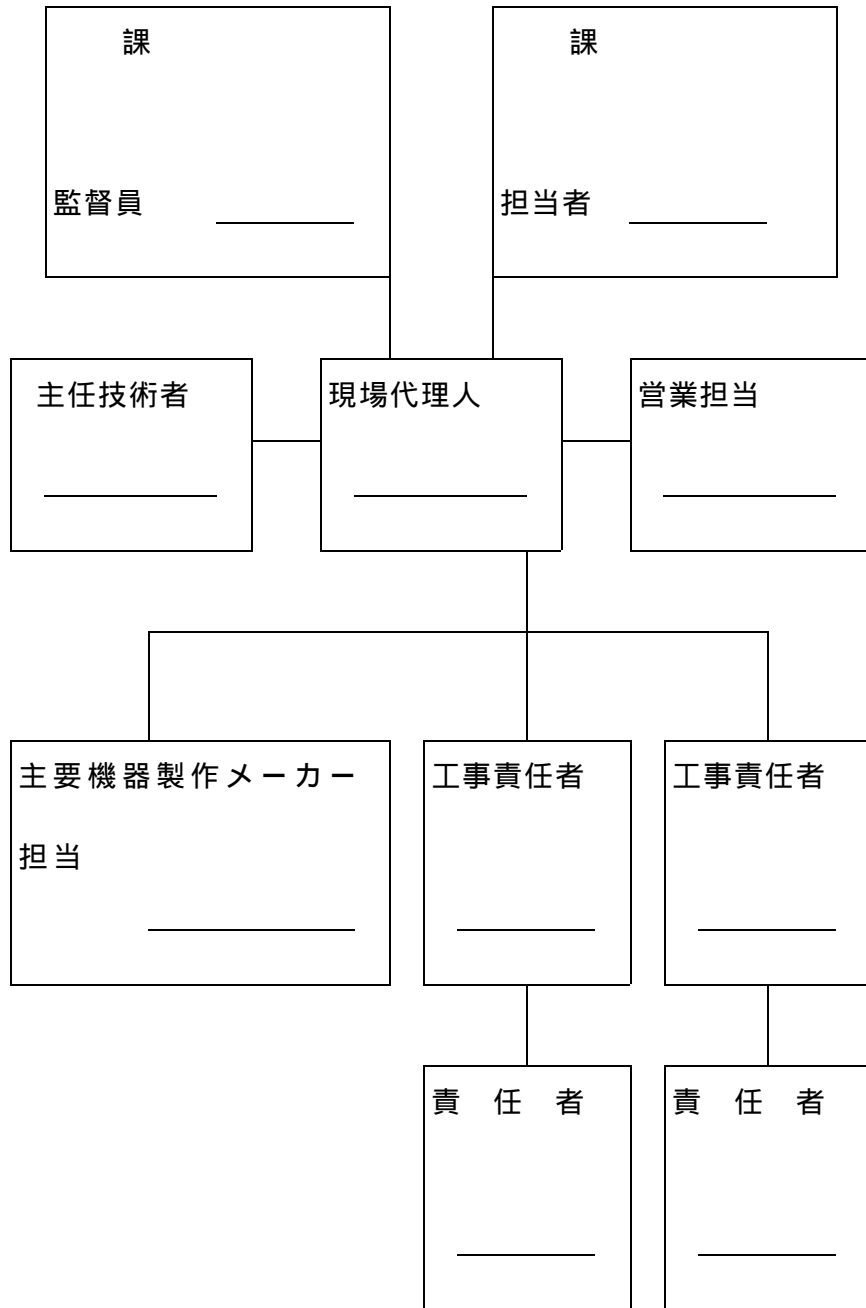 課
課
監督員
担当者
主任技術者
現場代理人
営業担当
主要機器製作メーカー
担当
工事責任者
工事責任者
責　任　者
責　任　者